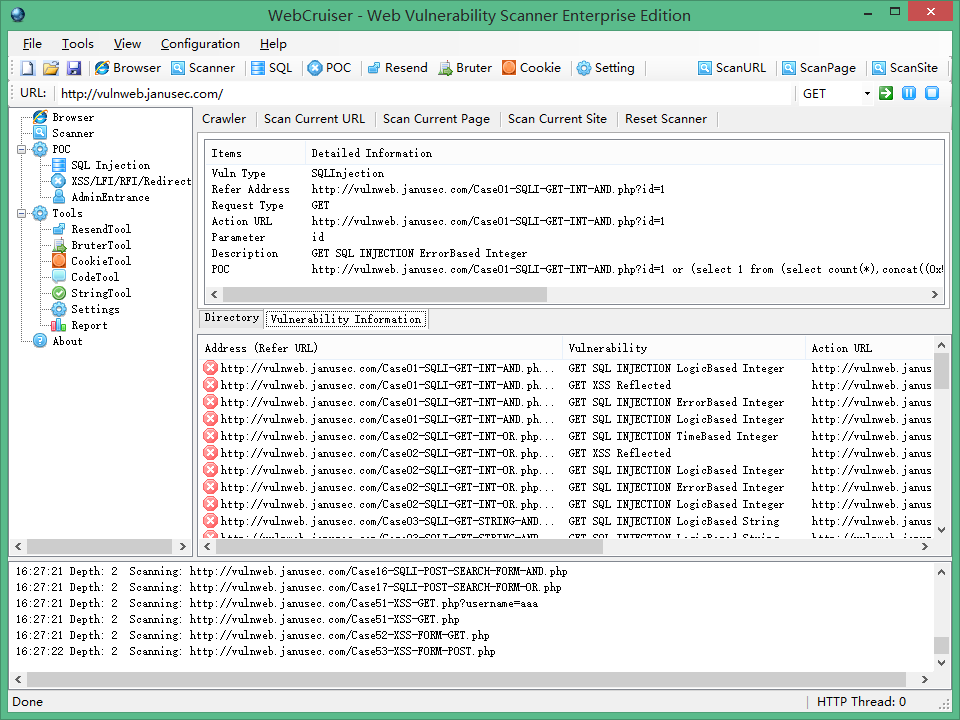 WebCruiser - Web Vulnerability Scanner Enterprise Edition
File Tools View Configuration Help
Browser Scanner SQL POC Resend Bruter Cookie Setting ScanURL ScanPage ScanSite
URL: http://vulnweb.janusec.com/ GET
Browser
Scanner
POC
SQL Injection
XSS/LFI/RFI/Redirect
AdminEntrance
Tools
ResendTool
BruterTool
CookieTool
CodeTool
StringTool
Settings
Report
About
Crawler Scan Current URL Scan Current Page Scan Current Site Reset Scanner
Items Detailed Information
Vuln Type SQLInjection
Refer Address http://vulnweb.janusec.com/Case01-SQLI-GET-INT-AND.php?id=1
Request Type GET
Action URL http://vulnweb.janusec.com/Case01-SQLI-GET-INT-AND.php?id=1
Parameter id
Description GET SQL INJECTION ErrorBased Integer
POC http://vulnweb.janusec.com/Case01-SQLI-GET-INT-AND.php?id=1 or (select 1 from (select count(*),concat((0x
Directory Vulnerability Information
Address (Refer URL) Vulnerability Action URL
http://vulnweb.janusec.com/Case01-SQLI-GET-INT-AND.ph... GET SQL INJECTION LogicBased Integer http://vulnweb.janus
http://vulnweb.janusec.com/Case01-SQLI-GET-INT-AND.ph... GET XSS Reflected http://vulnweb.janus
http://vulnweb.janusec.com/Case01-SQLI-GET-INT-AND.ph... GET SQL INJECTION ErrorBased Integer http://vulnweb.janus
http://vulnweb.janusec.com/Case01-SQLI-GET-INT-AND.ph... GET SQL INJECTION LogicBased Integer http://vulnweb.janus
http://vulnweb.janusec.com/Case02-SQLI-GET-INT-OR.php... GET SQL INJECTION TimeBased Integer http://vulnweb.janus
http://vulnweb.janusec.com/Case02-SQLI-GET-INT-OR.php... GET XSS Reflected http://vulnweb.janus
http://vulnweb.janusec.com/Case02-SQLI-GET-INT-OR.php... GET SQL INJECTION LogicBased Integer http://vulnweb.janus
http://vulnweb.janusec.com/Case02-SQLI-GET-INT-OR.php... GET SQL INJECTION ErrorBased Integer http://vulnweb.janus
http://vulnweb.janusec.com/Case02-SQLI-GET-INT-OR.php... GET SQL INJECTION LogicBased Integer http://vulnweb.janus
http://vulnweb.janusec.com/Case03-SQLI-GET-STRING-AND... GET SQL INJECTION LogicBased String http://vulnweb.janus
16:27:21 Depth: 2 Scanning: http://vulnweb.janusec.com/Case16-SQLI-POST-SEARCH-FORM-AND.php
16:27:21 Depth: 2 Scanning: http://vulnweb.janusec.com/Case17-SQLI-POST-SEARCH-FORM-OR.php
16:27:21 Depth: 2 Scanning: http://vulnweb.janusec.com/Case51-XSS-GET.php?username=aaa
16:27:21 Depth: 2 Scanning: http://vulnweb.janusec.com/Case51-XSS-GET.php
16:27:21 Depth: 2 Scanning: http://vulnweb.janusec.com/Case52-XSS-FORM-GET.php
16:27:22 Depth: 2 Scanning: http://vulnweb.janusec.com/Case53-XSS-FORM-POST.php
Done HTTP Thread: 0